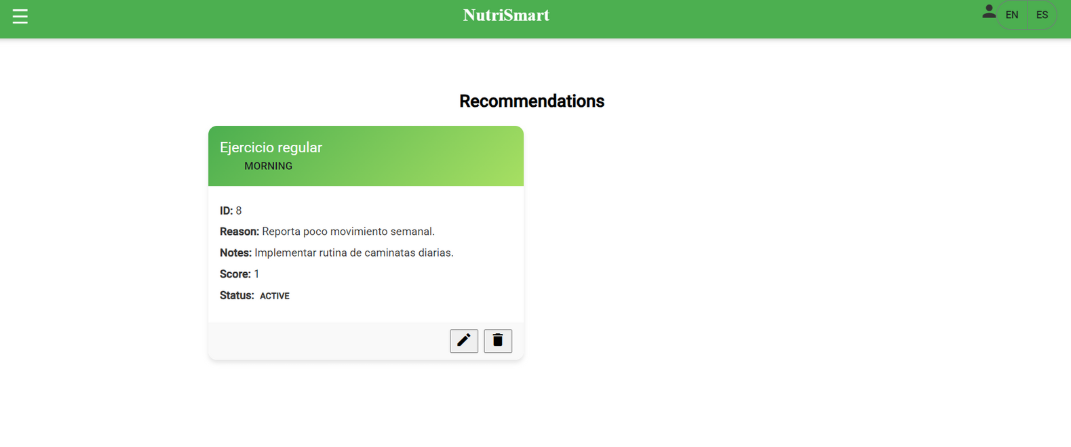 NutriSmart
EN ES
Recommendations
Ejercicio regular
MORNING
ID: 8
Reason: Reporta poco movimiento semanal.
Notes: Implementar rutina de caminatas diarias.
Score: 1
Status: ACTIVE